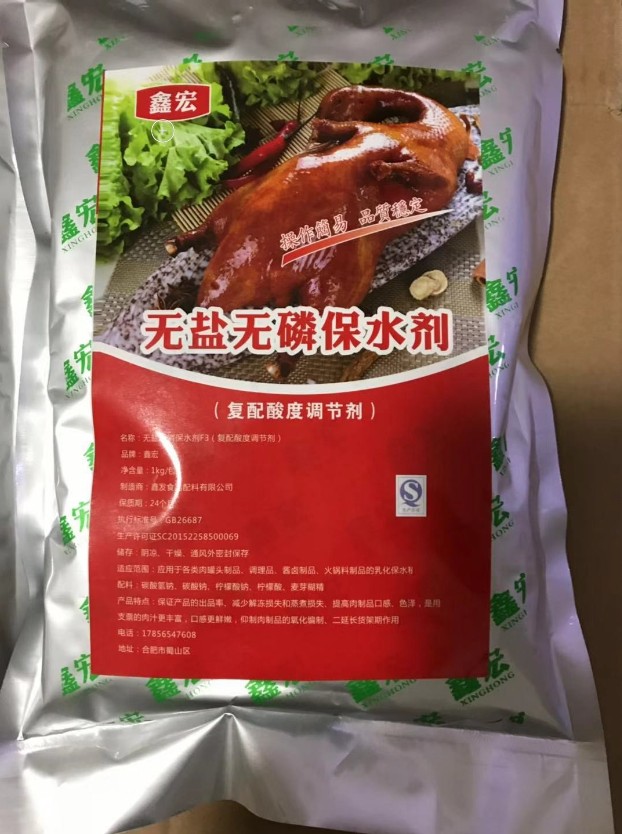 鑫宏
操作簡易 品質穩定
无盐无磷保水剂
(复配酸度调节剂)
名称:无盐 保水剂F3(复配酸度调节剂)
品牌:鑫宏
净含量:1kg/
制造商:鑫发食 配料有限公司
保质期:24个
执行标准号:GB26687
生产许可证SC20152258500069
储存:阴凉、干燥、通风外密封保存
适应范围:应用于各类肉罐头制品、调理品、酱卤制品、火锅料制品的乳化保水
配料:碳酸氢钠、碳酸钠、柠檬酸钠、柠檬酸、麦芽糊精
产品特点:保证产品的出品率、减少解冻损失和蒸煮损失、提高肉制品口感、色泽,是用
支禀的肉汁更丰富,口感更鲜嫩,仰制肉制品的氧化煸制、二延长货架期作用
电话:17856547608
地址:合肥市蜀山区
鑫宏
XINGHONG